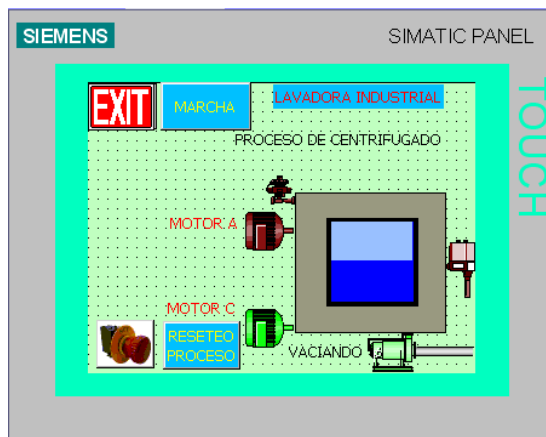 SIEMENS
SIMATIC PANEL
TOUCH
EXIT
MARCHA
LAVADORA INDUSTRIAL
PROCESO DE CENTRIFUGADO
MOTOR A
MOTOR C
RESETEO
PROCESO
VACIANDO